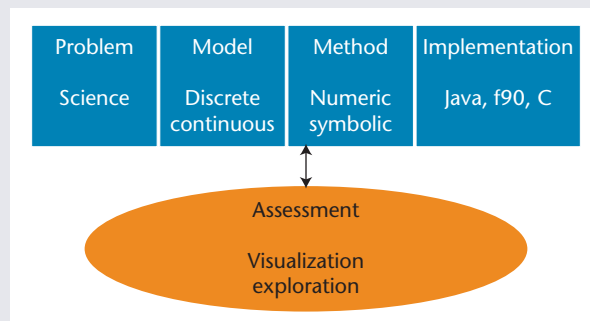 Problem
Science
Model
Discrete
continuous
Method
Numeric
symbolic
Implementation
Java, f90, C
Assessment
Visualization
exploration